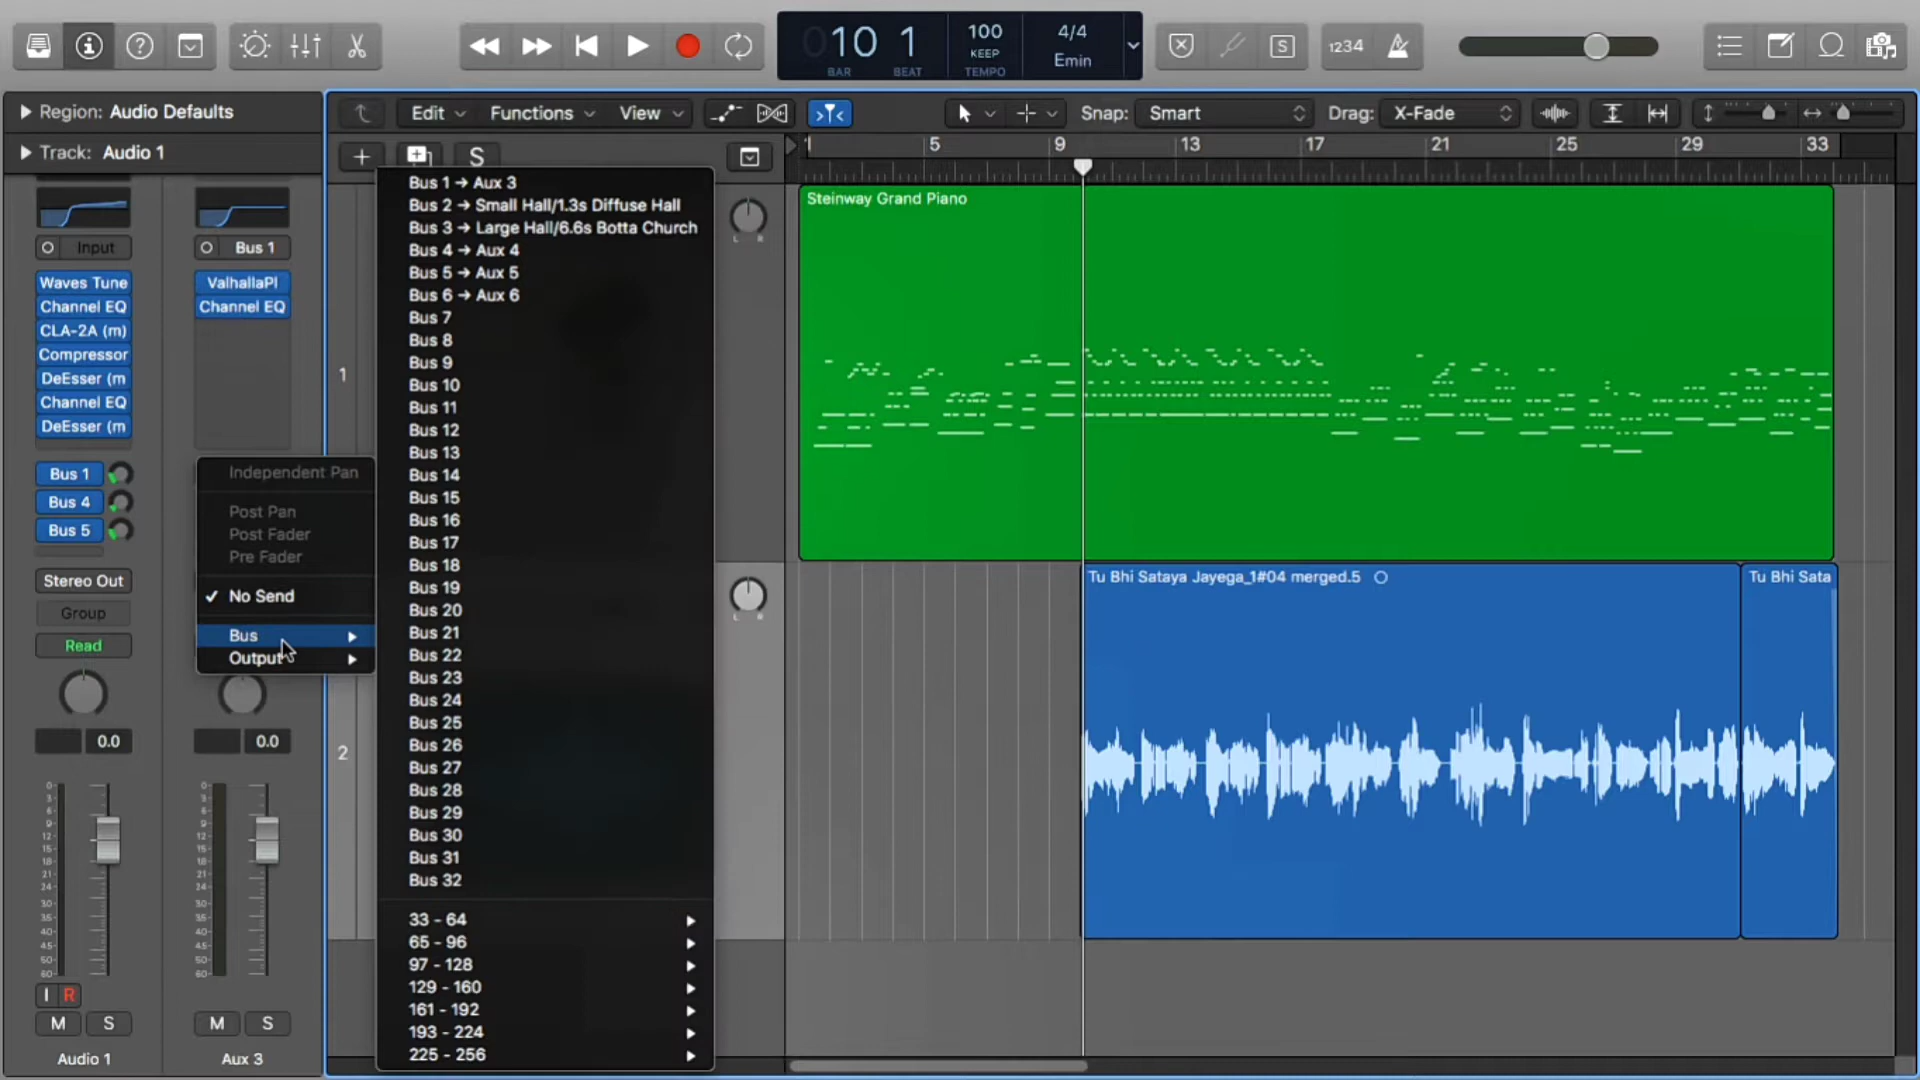 010 1
BAR BEAT
100
KEEP
TEMPO
4/4
Emin
S
1234
Region: Audio Defaults
Track: Audio 1
Edit Functions View
Snap: Smart
Drag: X-Fade
S
1 5 9 13 17 21 25 29 33
Input
Bus 1
Waves Tune
Channel EQ
CLA-2A (m)
Compressor
DeEsser (m
Channel EQ
DeEsser (m
ValhallaPl
Channel EQ
Bus 1
Bus 4
Bus 5
Stereo Out
Group
Read
0.0
0.0
I R
M S
M S
Audio 1
Aux 3
Independent Pan
Post Pan
Post Fader
Pre Fader
✓ No Send
Bus
Output
Bus 1 → Aux 3
Bus 2 → Small Hall/1.3s Diffuse Hall
Bus 3 → Large Hall/6.6s Botta Church
Bus 4 → Aux 4
Bus 5 → Aux 5
Bus 6 → Aux 6
Bus 7
Bus 8
Bus 9
Bus 10
Bus 11
Bus 12
Bus 13
Bus 14
Bus 15
Bus 16
Bus 17
Bus 18
Bus 19
Bus 20
Bus 21
Bus 22
Bus 23
Bus 24
Bus 25
Bus 26
Bus 27
Bus 28
Bus 29
Bus 30
Bus 31
Bus 32
33 - 64
65 - 96
97 - 128
129 - 160
161 - 192
193 - 224
225 - 256
1
2
L R
L R
Steinway Grand Piano
Tu Bhi Sataya Jayega_1#04 merged.5
Tu Bhi Sata